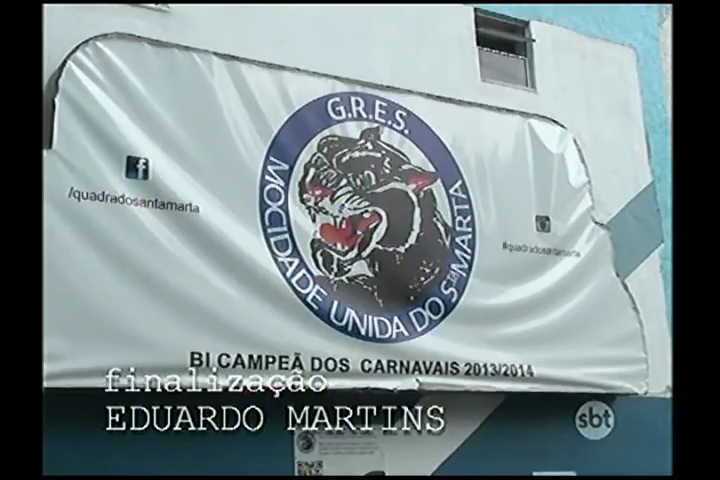 G.R.E.S.
MOCIDADE UNIDA DO Sta MARTA
f
/quadradosantamarta
#quadradosantamarta
BI CAMPEÃ DOS CARNAVAIS 2013/2014
finalização
EDUARDO MARTINS
sbt